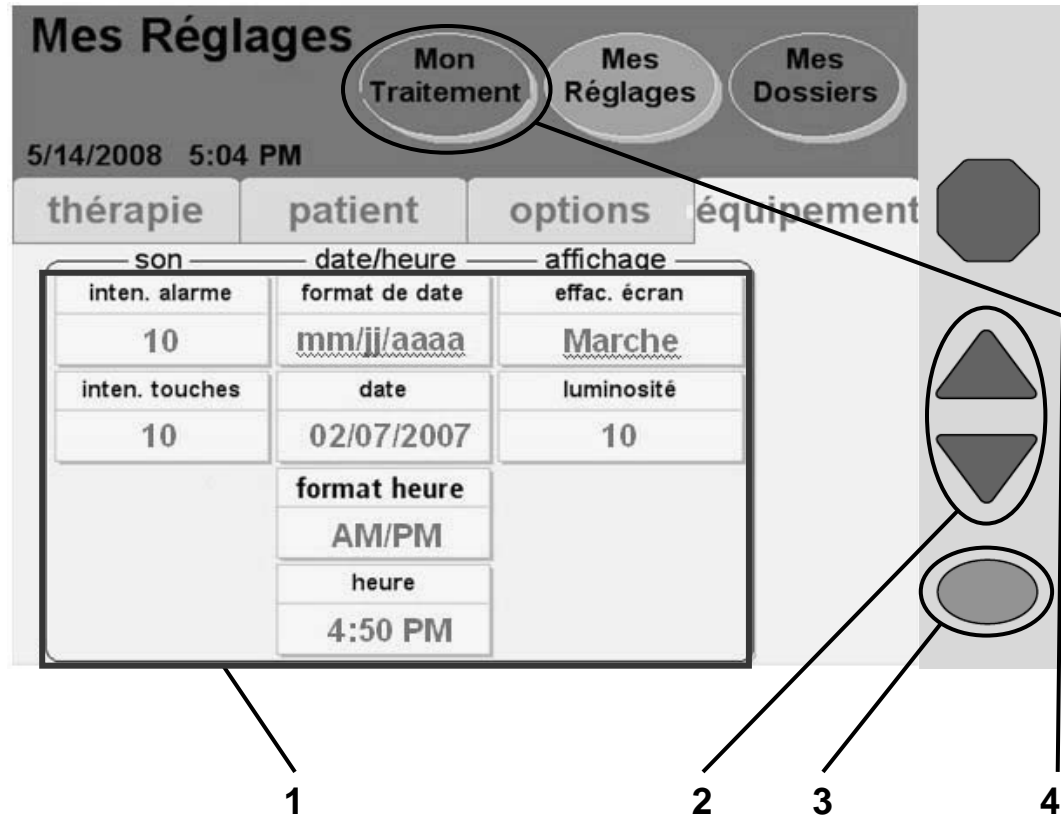 Mes Réglages
Mon
Traitement
Mes
Réglages
Mes
Dossiers
5/14/2008 5:04 PM
thérapie patient options équipement
son date/heure affichage
inten. alarme format de date effac. écran
10 mm/jj/aaaa Marche
inten. touches date luminosité
10 02/07/2007 10
format heure
AM/PM
heure
4:50 PM
1 2 3 4